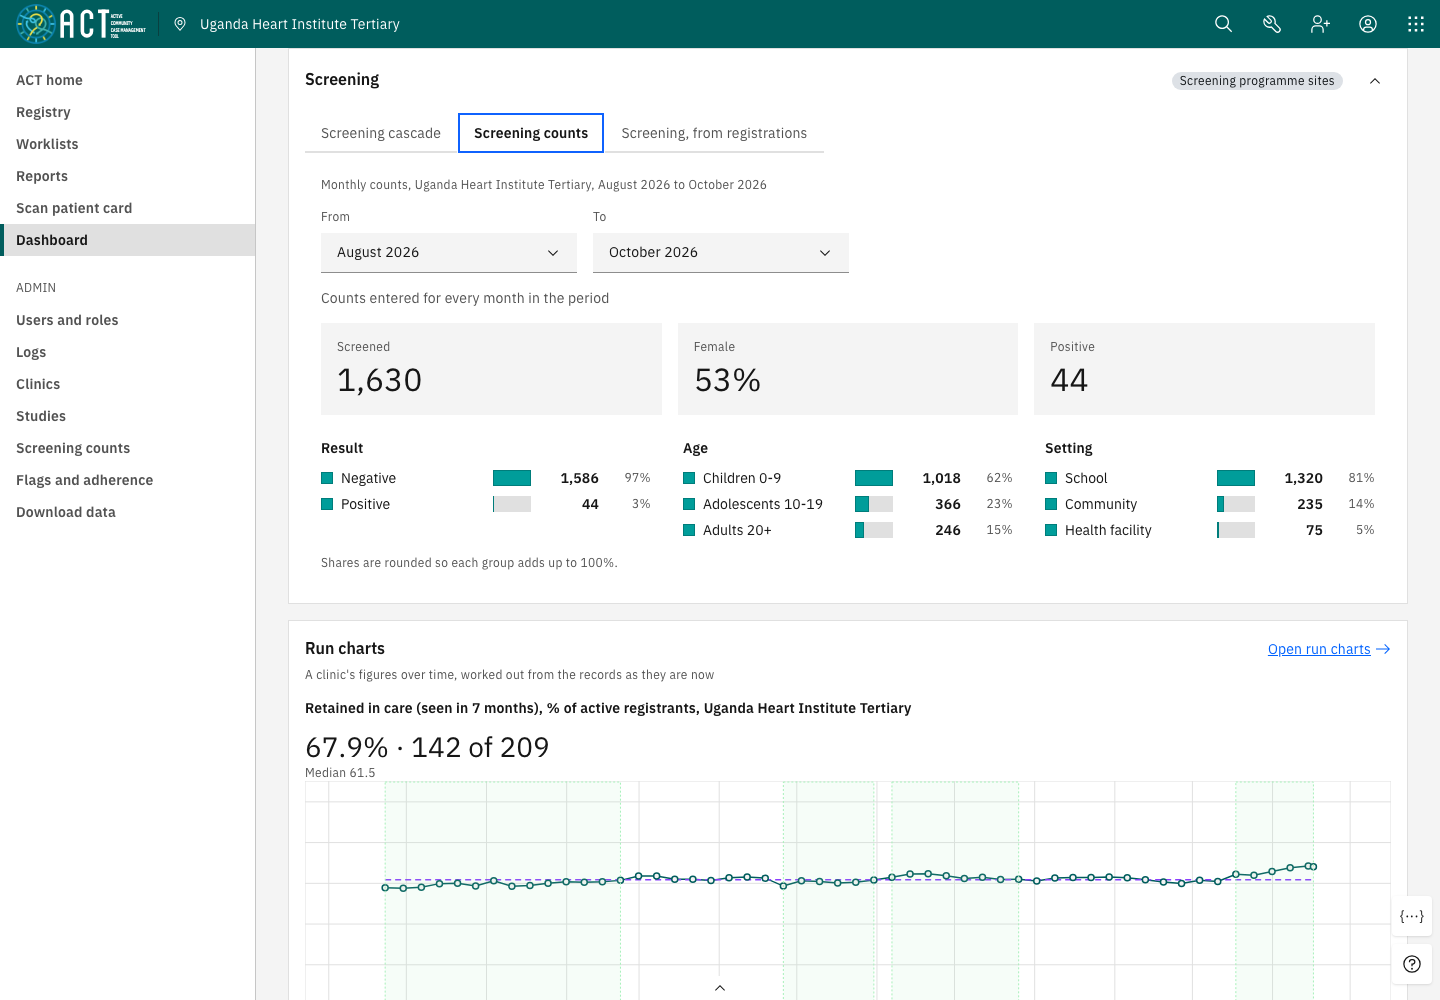 ACT ACTIVE COMMUNITY CASE MANAGEMENT TOOL
Uganda Heart Institute Tertiary
ACT home
Registry
Worklists
Reports
Scan patient card
Dashboard
ADMIN
Users and roles
Logs
Clinics
Studies
Screening counts
Flags and adherence
Download data
Screening
Screening programme sites
Screening cascade
Screening counts
Screening, from registrations
Monthly counts, Uganda Heart Institute Tertiary, August 2026 to October 2026
From
To
August 2026
October 2026
Counts entered for every month in the period
Screened
1,630
Female
53%
Positive
44
Result
Negative 1,586 97%
Positive 44 3%
Age
Children 0-9 1,018 62%
Adolescents 10-19 366 23%
Adults 20+ 246 15%
Setting
School 1,320 81%
Community 235 14%
Health facility 75 5%
Shares are rounded so each group adds up to 100%.
Run charts
Open run charts
A clinic's figures over time, worked out from the records as they are now
Retained in care (seen in 7 months), % of active registrants, Uganda Heart Institute Tertiary
67.9% · 142 of 209
Median 61.5